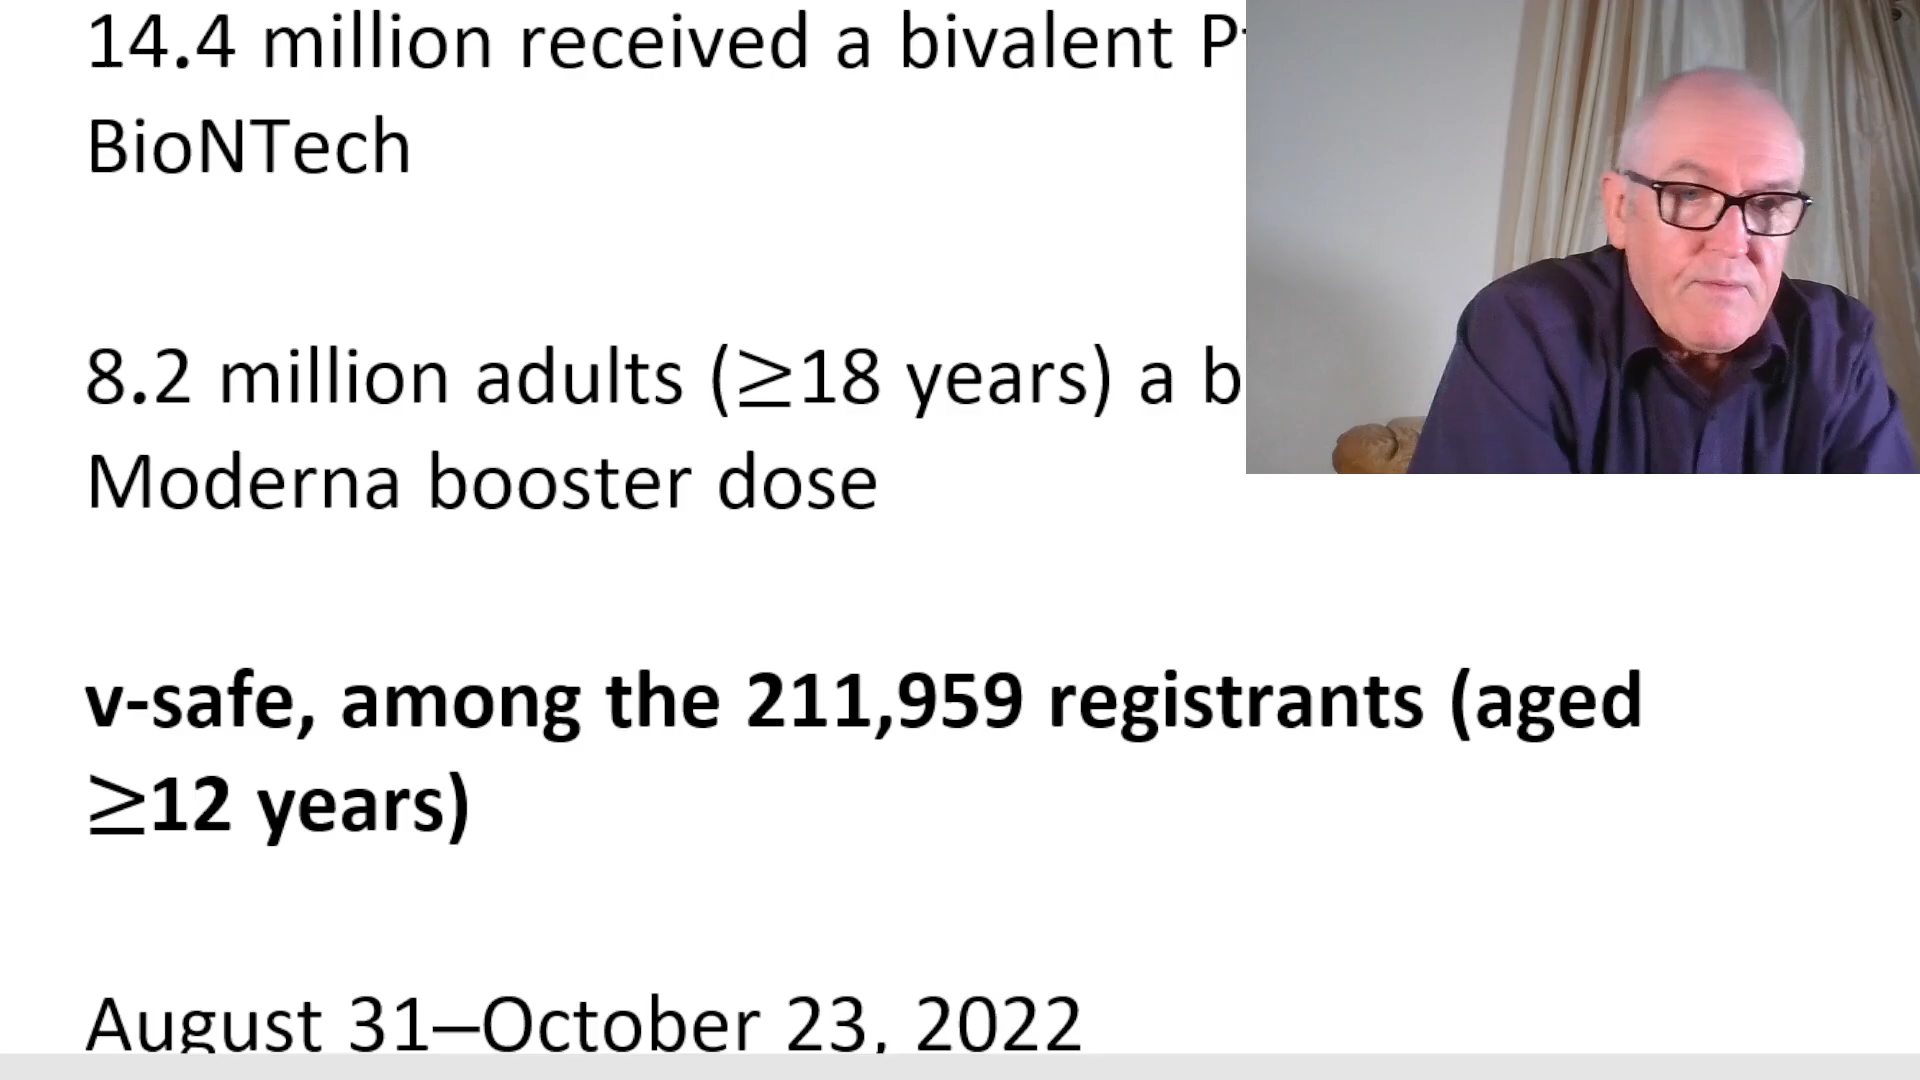 14.4 million received a bivalent
BioNTech
8.2 million adults (≥18 years) a
Moderna booster dose
v-safe, among the 211,959 registrants (aged
≥12 years)
August 31–October 23, 2022